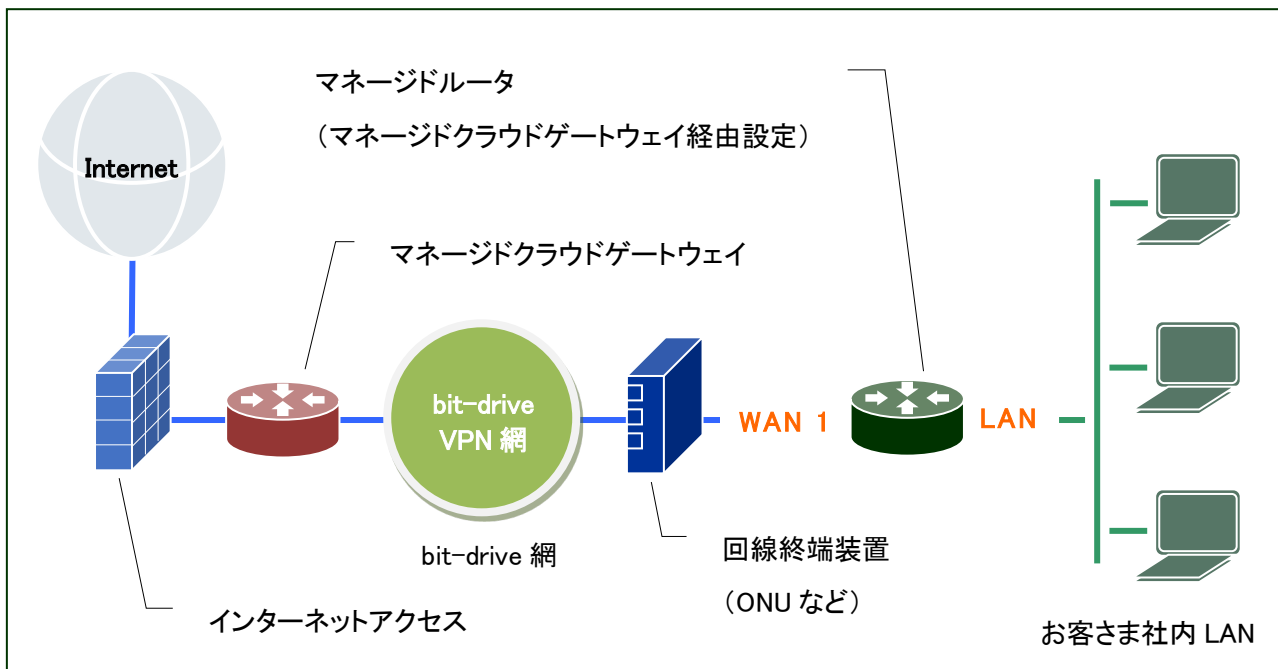 マネージドルータ
（マネージドクラウドゲートウェイ経由設定）
Internet
マネージドクラウドゲートウェイ
bit-drive
VPN 網
WAN 1
LAN
bit-drive 網
回線終端装置
（ONU など）
インターネットアクセス
お客さま社内 LAN